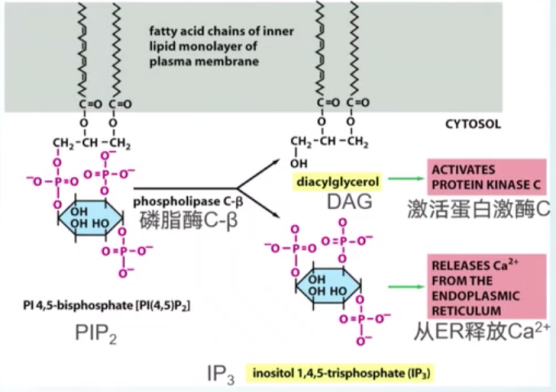 fatty acid chains of inner
lipid monolayer of
plasma membrane
C=O C=O
O O
CH₂-CH-CH₂
C=O C=O
O O
CH₂-CH-CH₂
OH
CYTOSOL
O O⁻
⁻O-P=O O=P-O⁻
O O
OH
OH HO
O
O=P-O⁻
O⁻
phospholipase C-β
磷脂酶C-β
diacylglycerol
DAG
ACTIVATES
PROTEIN KINASE C
激活蛋白激酶C
O⁻ O⁻
⁻O-P=O O=P-O⁻
O O
OH
OH HO
O
O=P-O⁻
O⁻
RELEASES Ca²⁺
FROM THE
ENDOPLASMIC
RETICULUM
从ER释放Ca²⁺
PI 4,5-bisphosphate [PI(4,5)P₂]
PIP₂
IP₃ inositol 1,4,5-trisphosphate (IP₃)